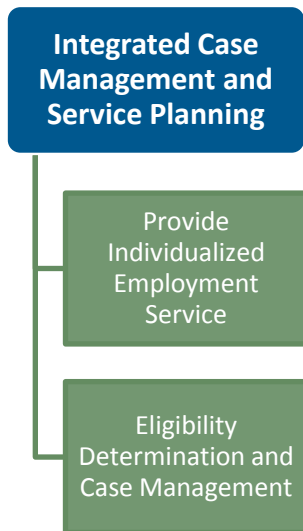 Integrated Case
Management and
Service Planning
Provide
Individualized
Employment
Service
Eligibility
Determination and
Case Management